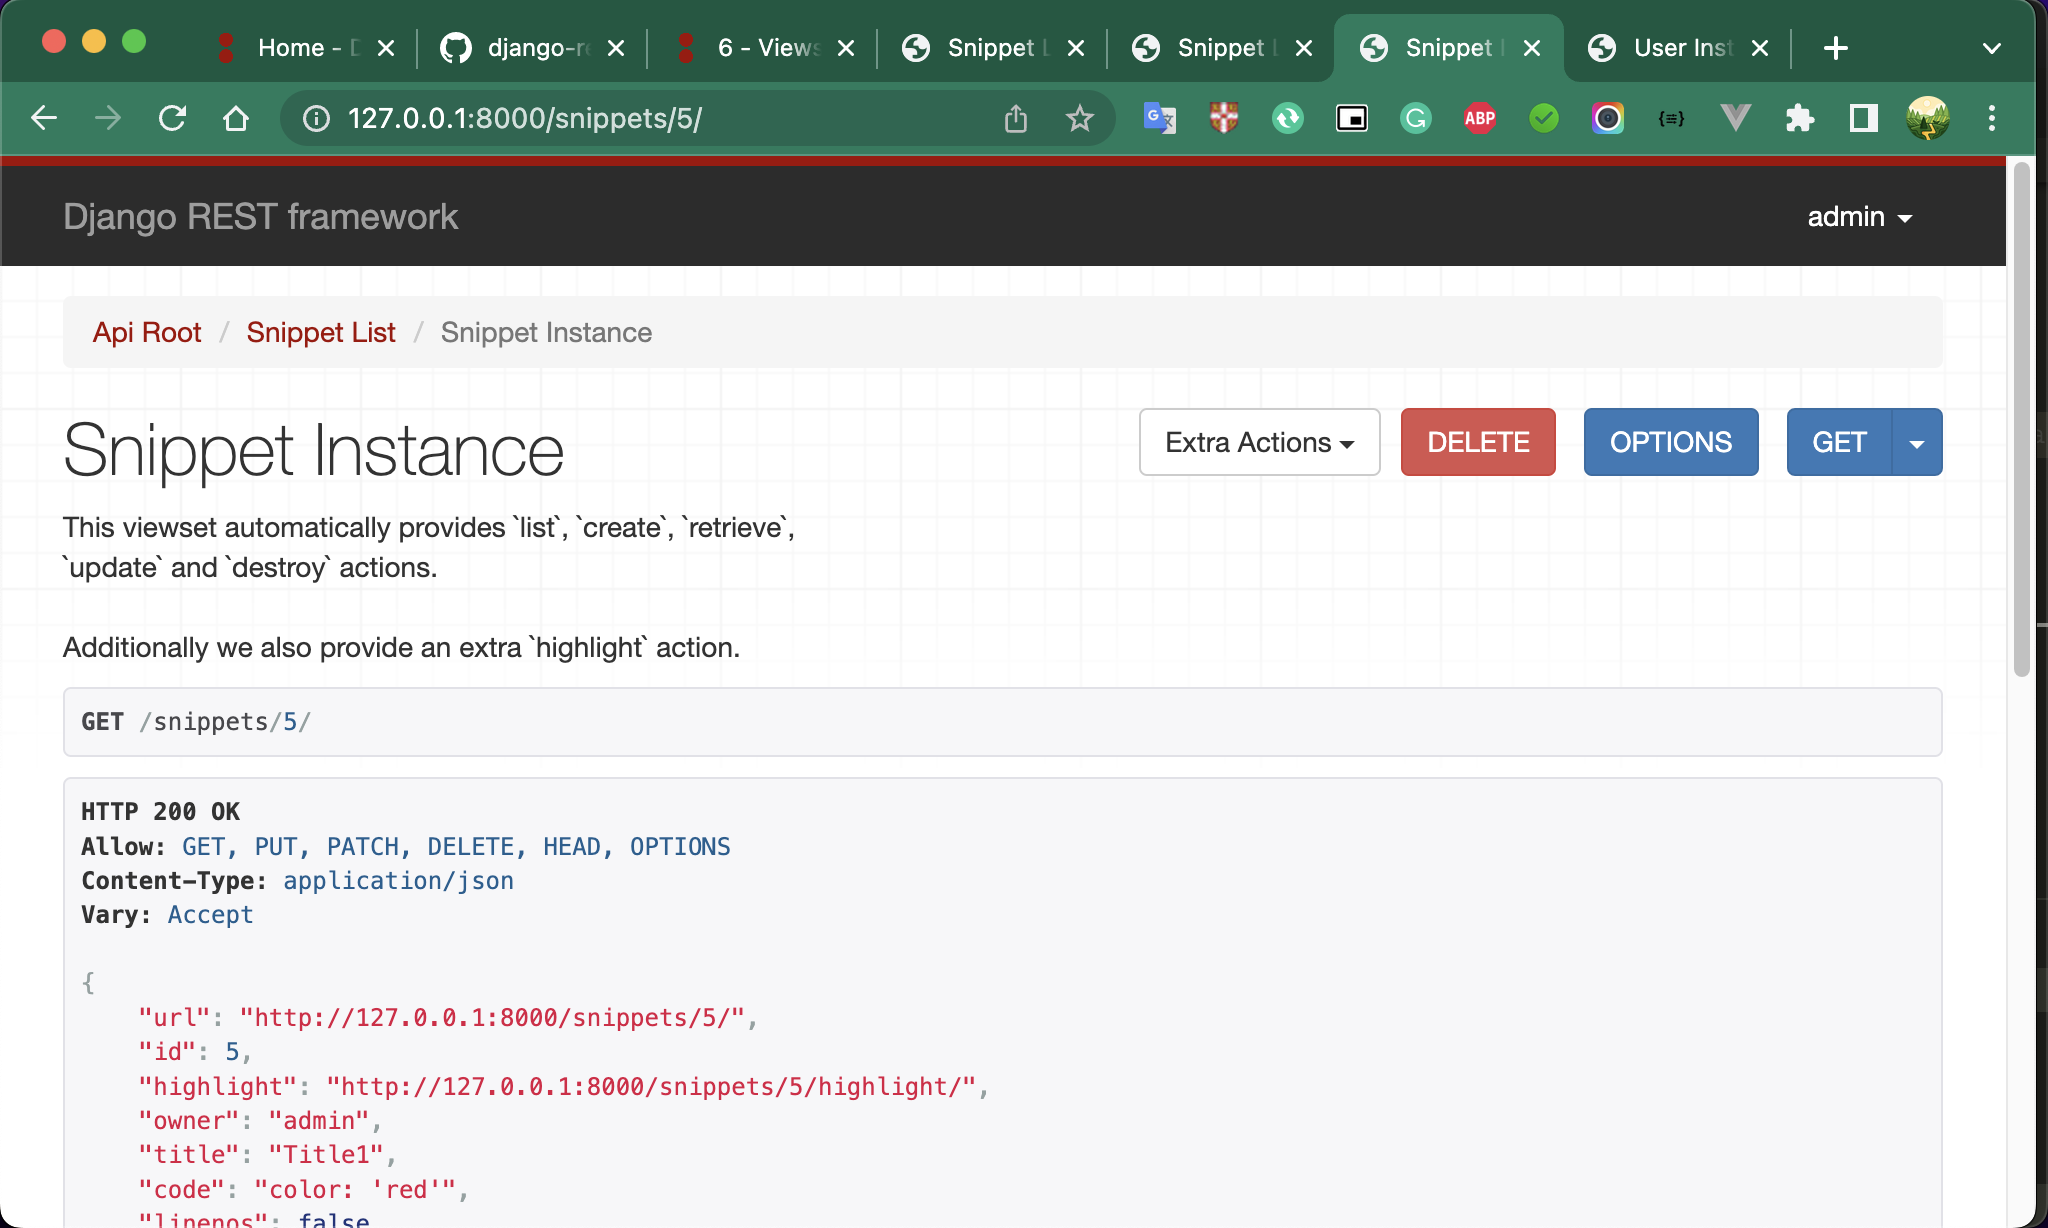 Home - D
django-re
6 - Views
Snippet L
Snippet L
Snippet I
User Inst
127.0.0.1:8000/snippets/5/
ABP
Django REST framework
admin
Api Root / Snippet List / Snippet Instance
Snippet Instance
Extra Actions
DELETE
OPTIONS
GET
This viewset automatically provides `list`, `create`, `retrieve`,
`update` and `destroy` actions.
Additionally we also provide an extra `highlight` action.
GET /snippets/5/
HTTP 200 OK
Allow: GET, PUT, PATCH, DELETE, HEAD, OPTIONS
Content-Type: application/json
Vary: Accept
{
"url": "http://127.0.0.1:8000/snippets/5/",
"id": 5,
"highlight": "http://127.0.0.1:8000/snippets/5/highlight/",
"owner": "admin",
"title": "Title1",
"code": "color: 'red'",
"linenos": false